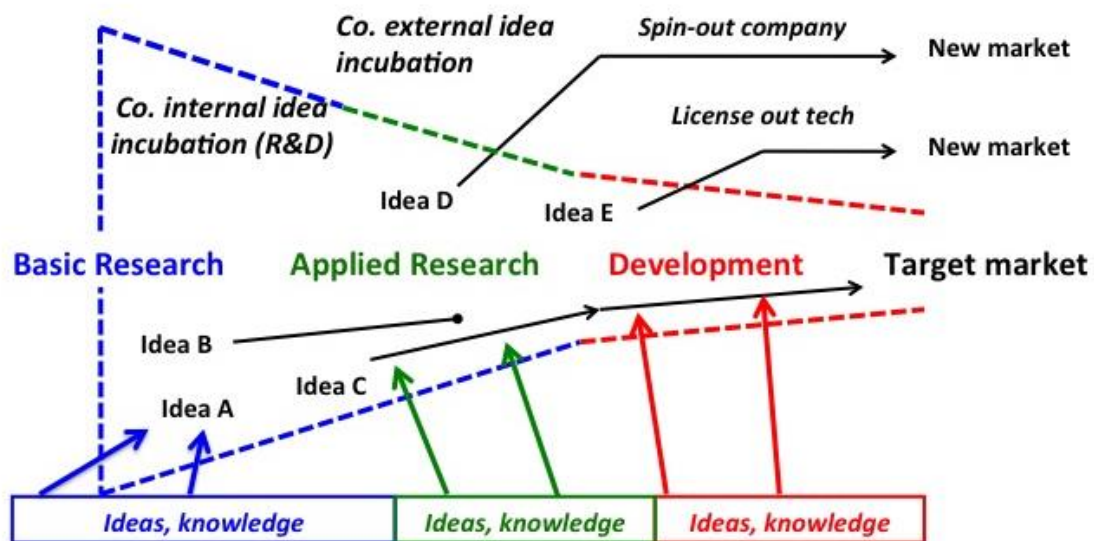 Co. external idea
incubation
Spin-out company
New market
Co. internal idea
incubation (R&D)
License out tech
New market
Idea D
Idea E
Basic Research
Applied Research
Development
Target market
Idea B
Idea C
Idea A
Ideas, knowledge
Ideas, knowledge
Ideas, knowledge